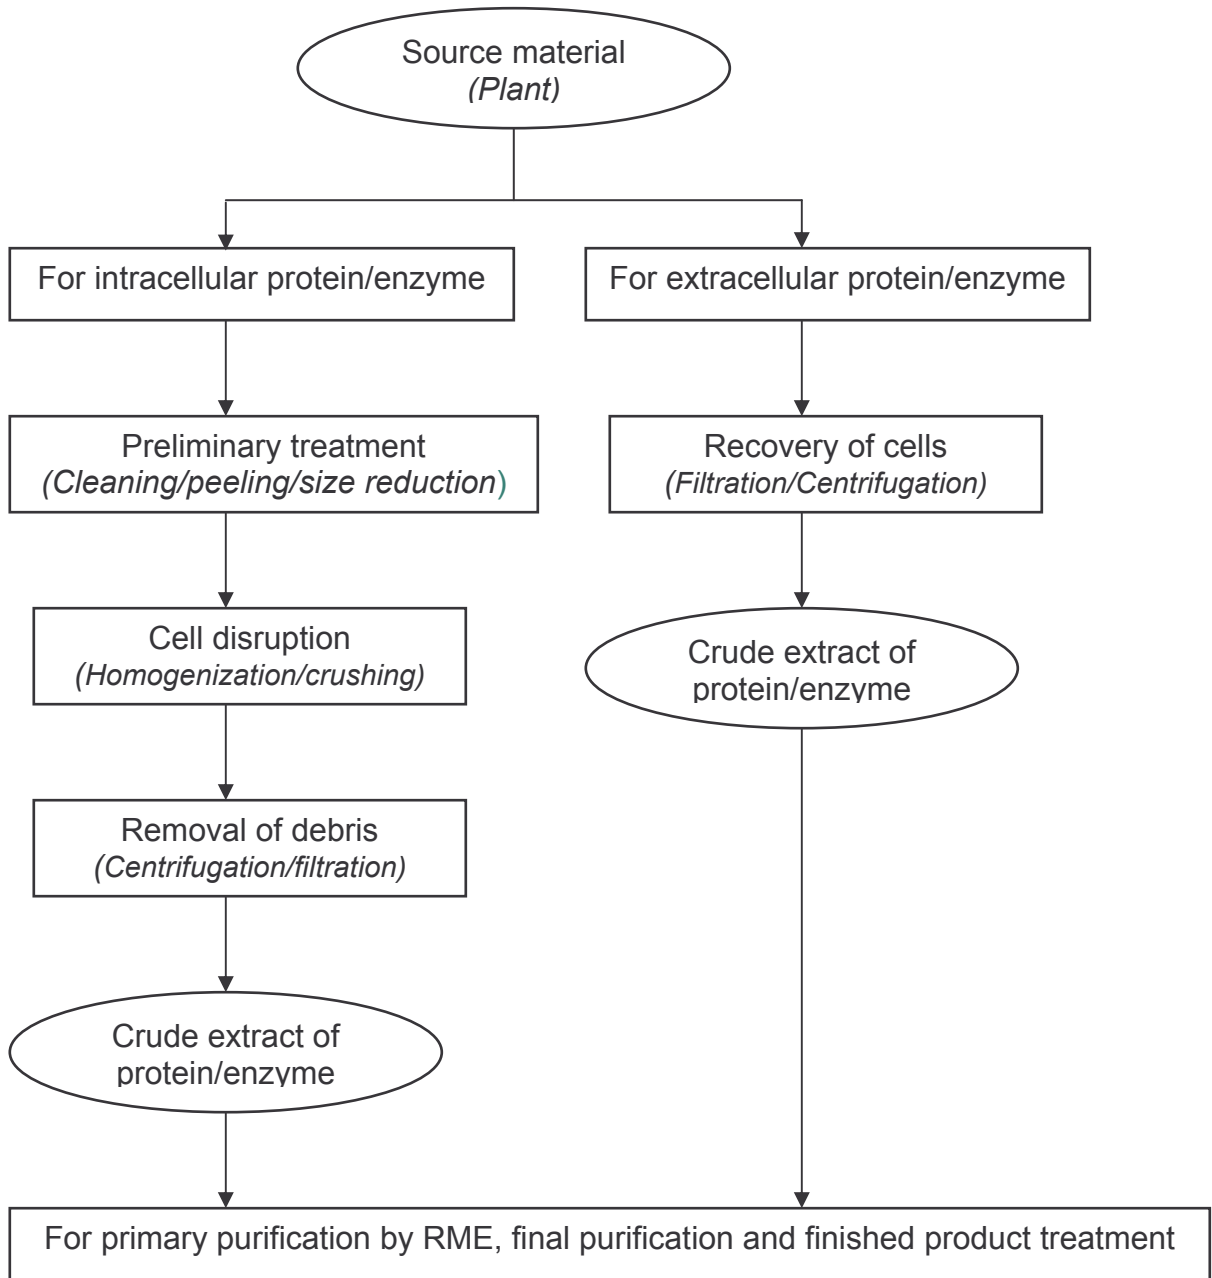 Source material
(Plant)
For intracellular protein/enzyme
For extracellular protein/enzyme
Preliminary treatment
(Cleaning/peeling/size reduction)
Recovery of cells
(Filtration/Centrifugation)
Cell disruption
(Homogenization/crushing)
Crude extract of
protein/enzyme
Removal of debris
(Centrifugation/filtration)
Crude extract of
protein/enzyme
For primary purification by RME, final purification and finished product treatment